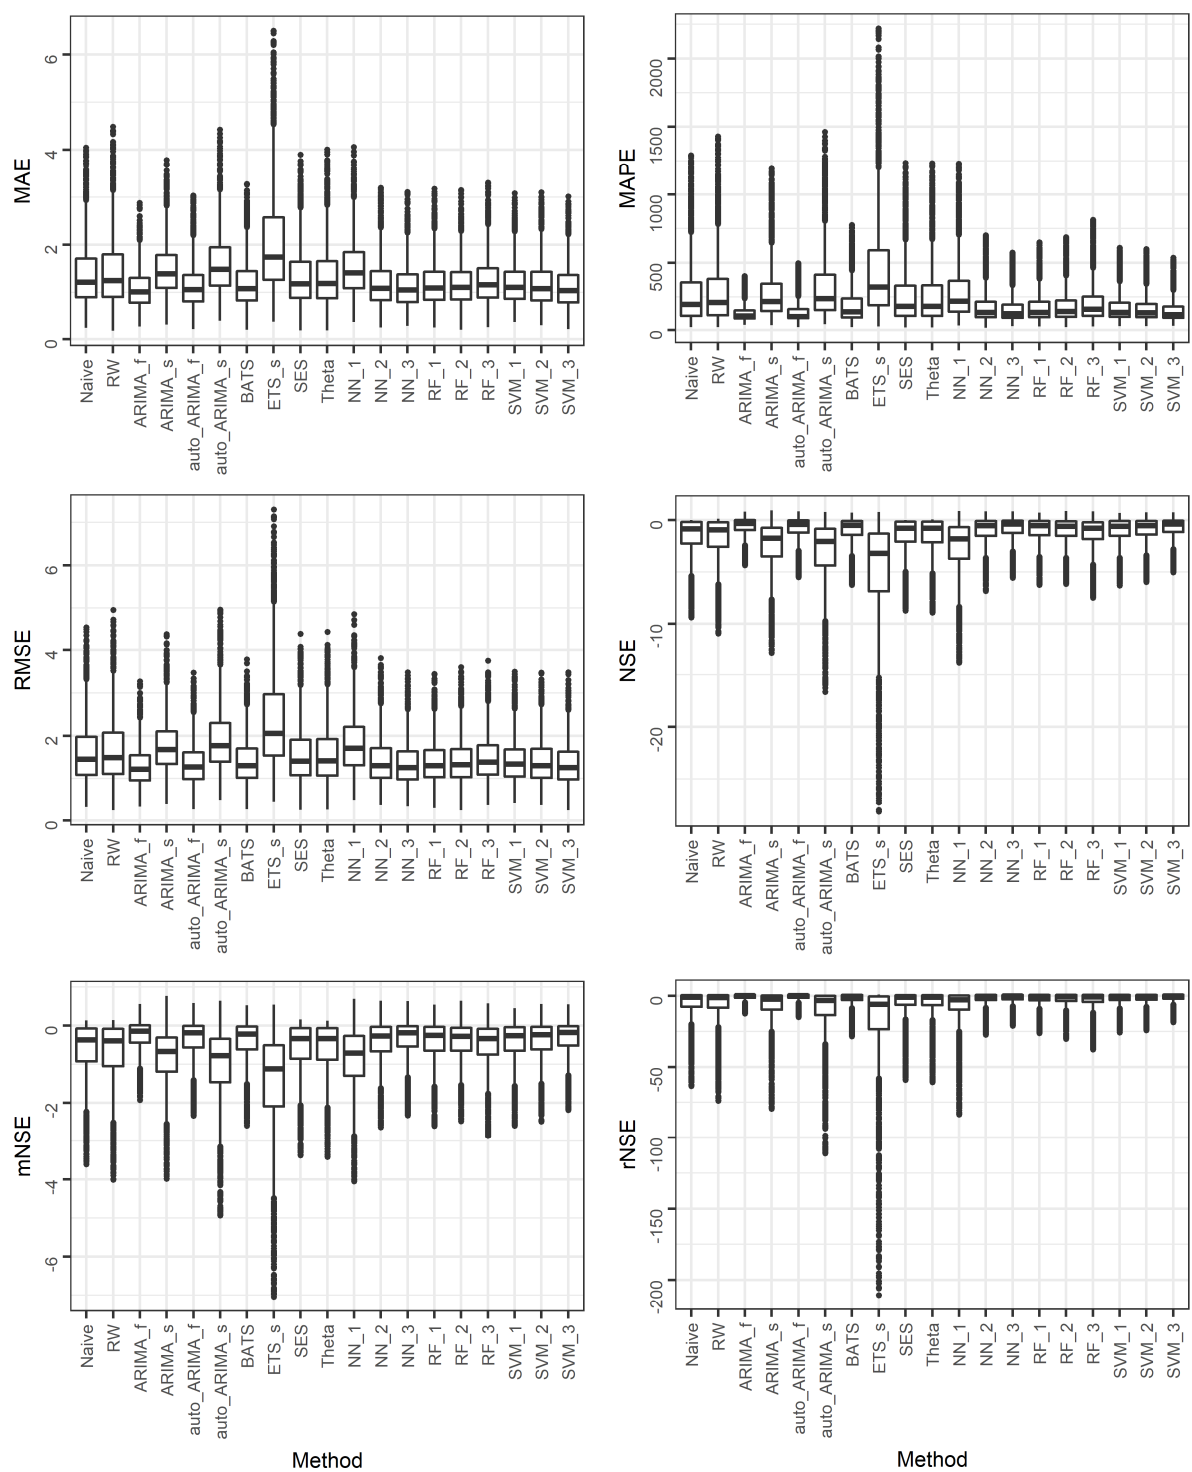 MAE
0
2
4
6
Naive
RW
ARIMA_f
ARIMA_s
auto_ARIMA_f
auto_ARIMA_s
BATS
ETS_s
SES
Theta
NN_1
NN_2
NN_3
RF_1
RF_2
RF_3
SVM_1
SVM_2
SVM_3
MAPE
0
500
1000
1500
2000
Naive
RW
ARIMA_f
ARIMA_s
auto_ARIMA_f
auto_ARIMA_s
BATS
ETS_s
SES
Theta
NN_1
NN_2
NN_3
RF_1
RF_2
RF_3
SVM_1
SVM_2
SVM_3
RMSE
0
2
4
6
Naive
RW
ARIMA_f
ARIMA_s
auto_ARIMA_f
auto_ARIMA_s
BATS
ETS_s
SES
Theta
NN_1
NN_2
NN_3
RF_1
RF_2
RF_3
SVM_1
SVM_2
SVM_3
NSE
0
-10
-20
Naive
RW
ARIMA_f
ARIMA_s
auto_ARIMA_f
auto_ARIMA_s
BATS
ETS_s
SES
Theta
NN_1
NN_2
NN_3
RF_1
RF_2
RF_3
SVM_1
SVM_2
SVM_3
mNSE
0
-2
-4
-6
Naive
RW
ARIMA_f
ARIMA_s
auto_ARIMA_f
auto_ARIMA_s
BATS
ETS_s
SES
Theta
NN_1
NN_2
NN_3
RF_1
RF_2
RF_3
SVM_1
SVM_2
SVM_3
Method
rNSE
0
-50
-100
-150
-200
Naive
RW
ARIMA_f
ARIMA_s
auto_ARIMA_f
auto_ARIMA_s
BATS
ETS_s
SES
Theta
NN_1
NN_2
NN_3
RF_1
RF_2
RF_3
SVM_1
SVM_2
SVM_3
Method